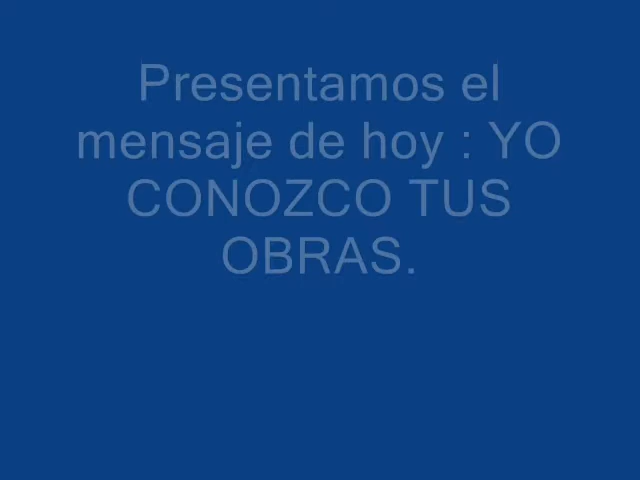 Presentamos el
mensaje de hoy : YO
CONOZCO TUS
OBRAS.